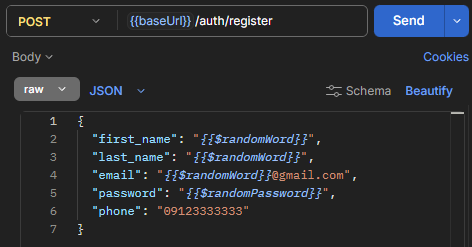 POST {{baseUrl}} /auth/register Send
Body Cookies
raw JSON Schema Beautify
1 {
2 "first_name": "{{$randomWord}}",
3 "last_name": "{{$randomWord}}",
4 "email": "{{$randomWord}}@gmail.com",
5 "password": "{{$randomPassword}}",
6 "phone": "09123333333"
7 }